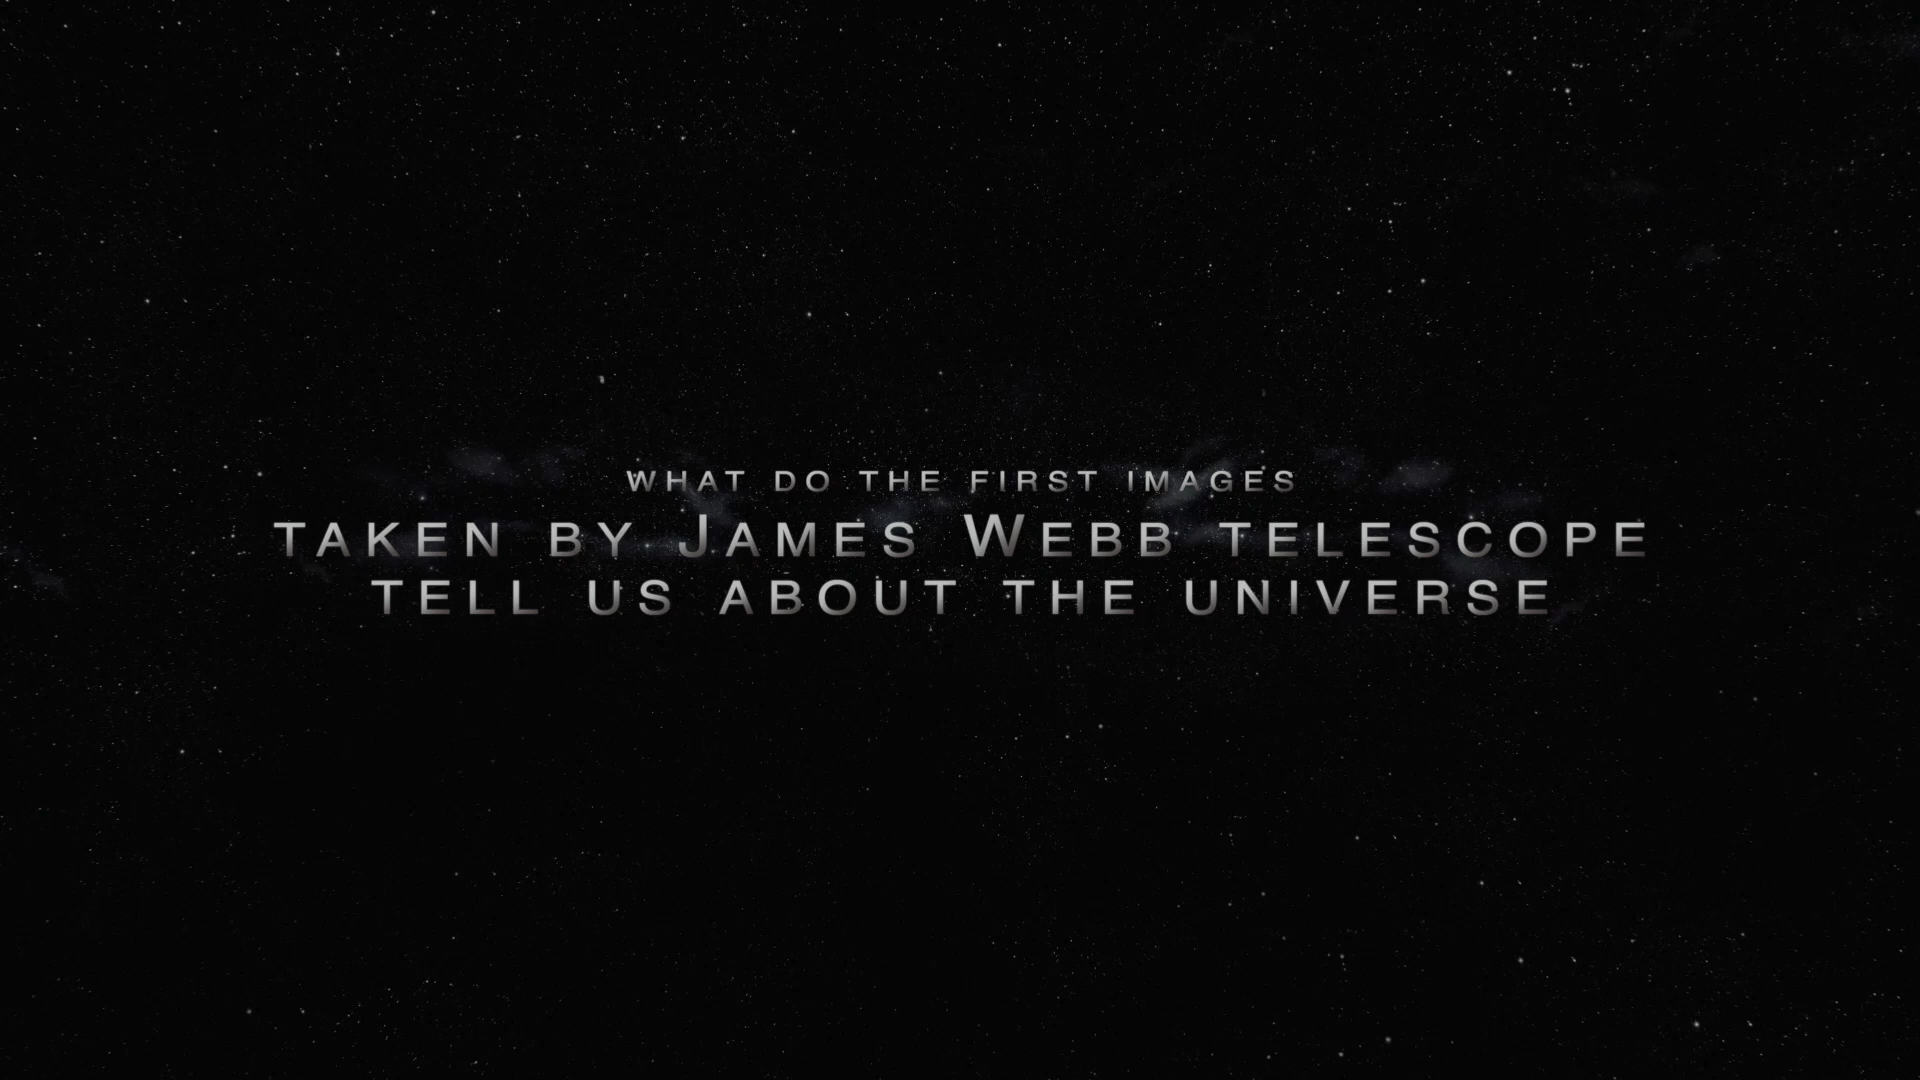 WHAT DO THE FIRST IMAGES
TAKEN BY JAMES WEBB TELESCOPE
TELL US ABOUT THE UNIVERSE